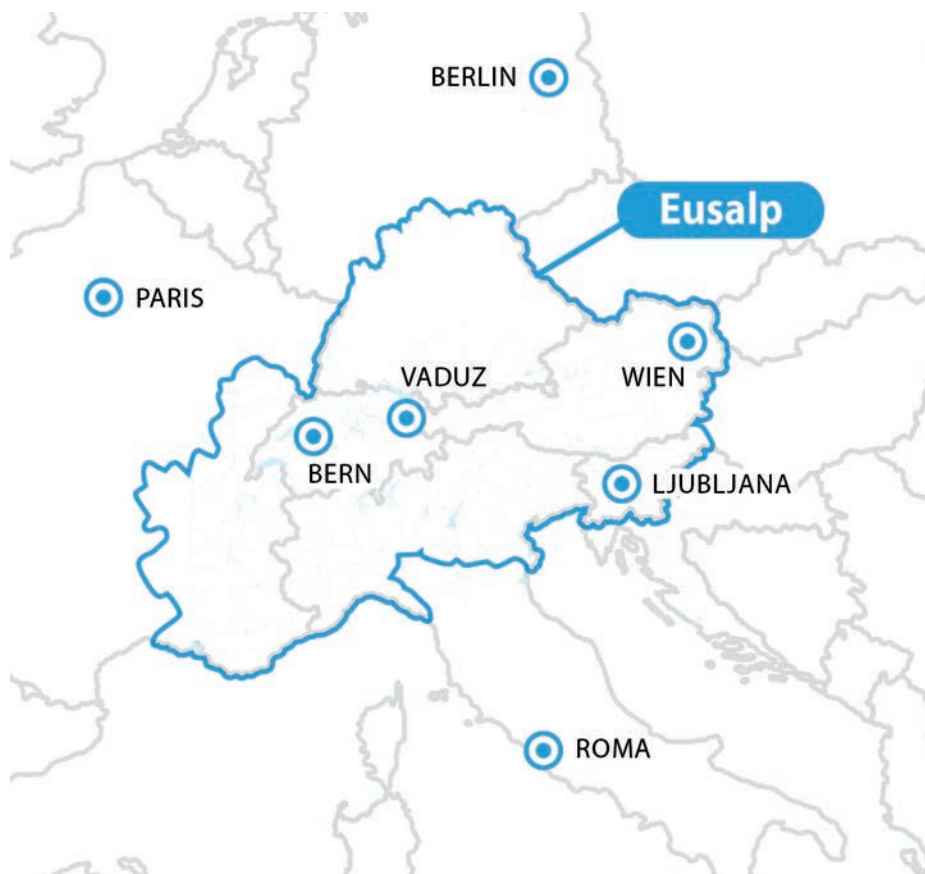 BERLIN
Eusalp
PARIS
WIEN
VADUZ
BERN
LJUBLJANA
ROMA